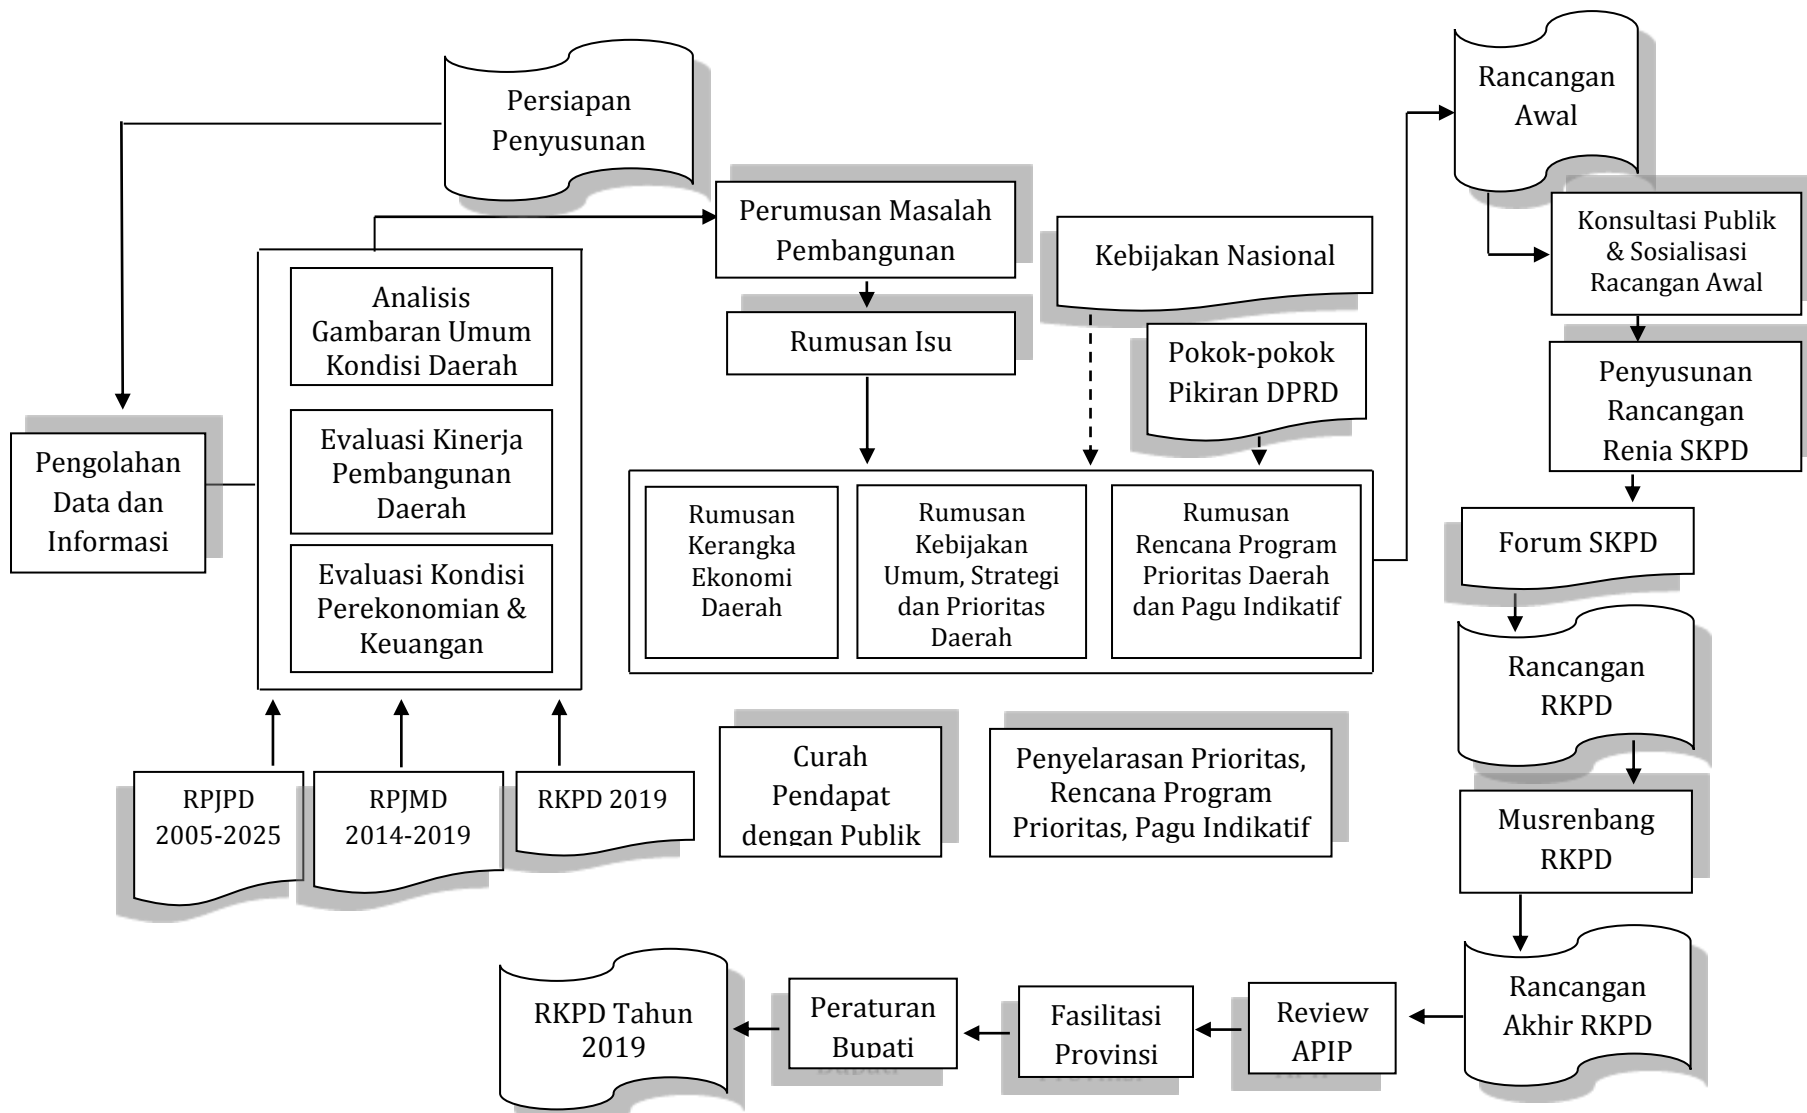 Persiapan
Penyusunan
Rancangan
Awal
Perumusan Masalah
Pembangunan
Kebijakan Nasional
Konsultasi Publik
& Sosialisasi
Racangan Awal
Analisis
Gambaran Umum
Kondisi Daerah
Rumusan Isu
Pokok-pokok
Pikiran DPRD
Penyusunan
Rancangan
Renja SKPD
Pengolahan
Data dan
Informasi
Evaluasi Kinerja
Pembangunan
Daerah
Evaluasi Kondisi
Perekonomian &
Keuangan
Rumusan
Kerangka
Ekonomi
Daerah
Rumusan
Kebijakan
Umum, Strategi
dan Prioritas
Daerah
Rumusan
Rencana Program
Prioritas Daerah
dan Pagu Indikatif
Forum SKPD
Rancangan
RKPD
RPJPD
2005-2025
RPJMD
2014-2019
RKPD 2019
Curah
Pendapat
dengan Publik
Penyelarasan Prioritas,
Rencana Program
Prioritas, Pagu Indikatif
Musrenbang
RKPD
RKPD Tahun
2019
Peraturan
Bupati
Fasilitasi
Provinsi
Review
APIP
Rancangan
Akhir RKPD